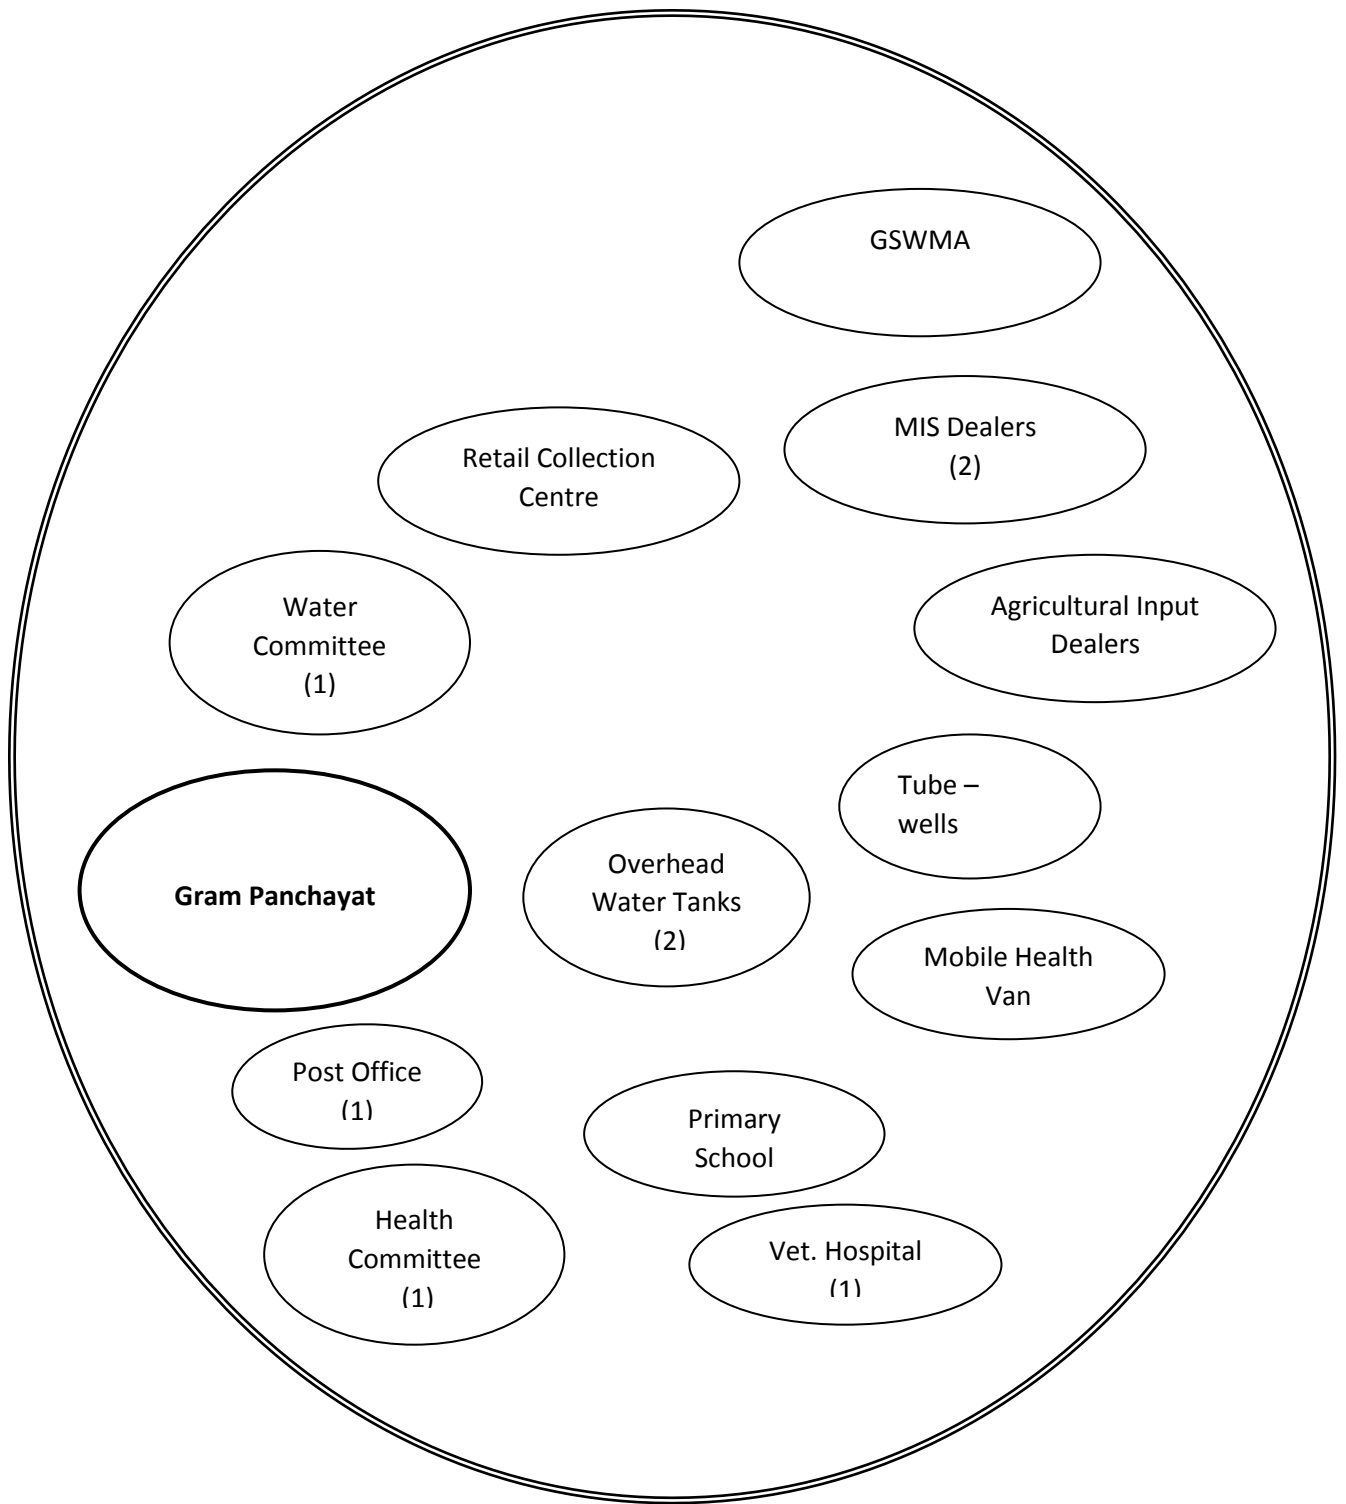 GSWMA
MIS Dealers
(2)
Retail Collection
Centre
Agricultural Input
Dealers
Water
Committee
(1)
Tube –
wells
Overhead
Water Tanks
(2)
Gram Panchayat
Mobile Health
Van
Post Office
(1)
Primary
School
Health
Committee
(1)
Vet. Hospital
(1)